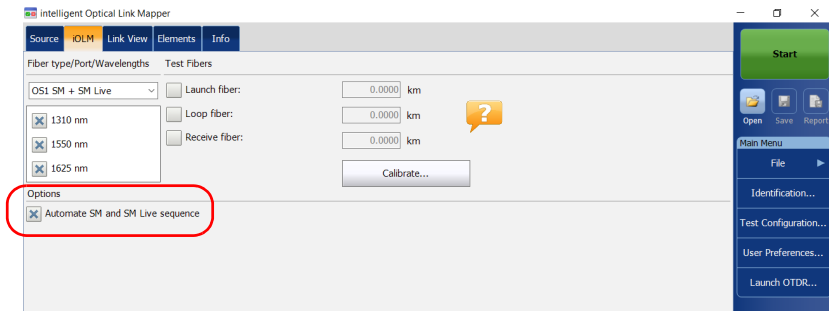 intelligent Optical Link Mapper
Source iOLM Link View Elements Info
Fiber type/Port/Wavelengths Test Fibers
OS1 SM + SM Live
Launch fiber: 0.0000 km
Loop fiber: 0.0000 km
Receive fiber: 0.0000 km
1310 nm
1550 nm
1625 nm
?
Calibrate...
Options
Automate SM and SM Live sequence
Start
Open Save Report
Main Menu
File
Identification...
Test Configuration...
User Preferences...
Launch OTDR...